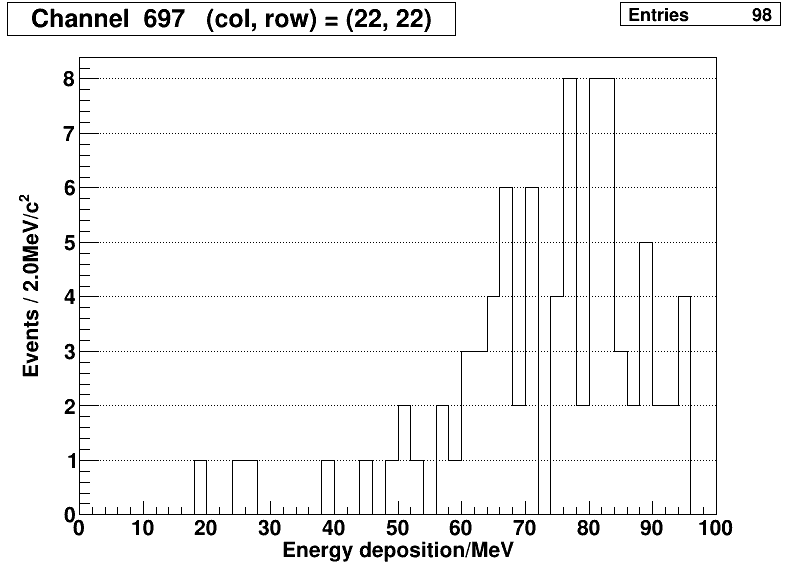 Channel 697 (col, row) = (22, 22)
Entries 98
Events / 2.0MeV/c²
8
7
6
5
4
3
2
1
0
0 10 20 30 40 50 60 70 80 90 100
Energy deposition/MeV